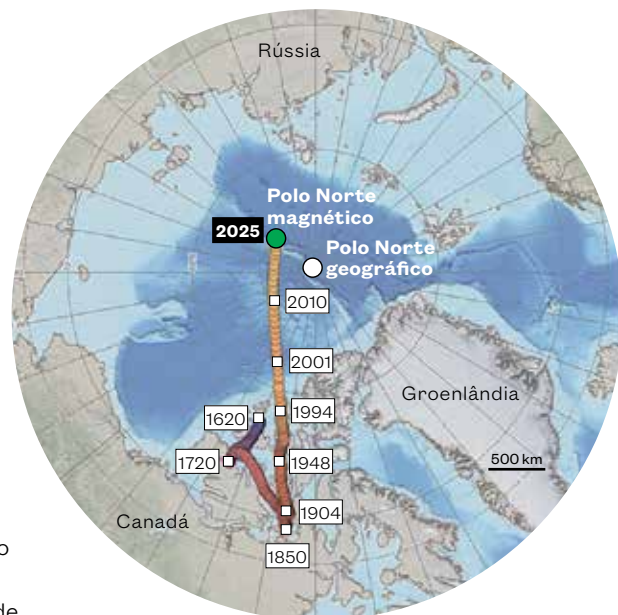 Rússia
Polo Norte
magnético
2025
Polo Norte
geográfico
2010
2001
Groenlândia
1994
1620
500 km
1948
1720
1904
Canadá
1850
o
de